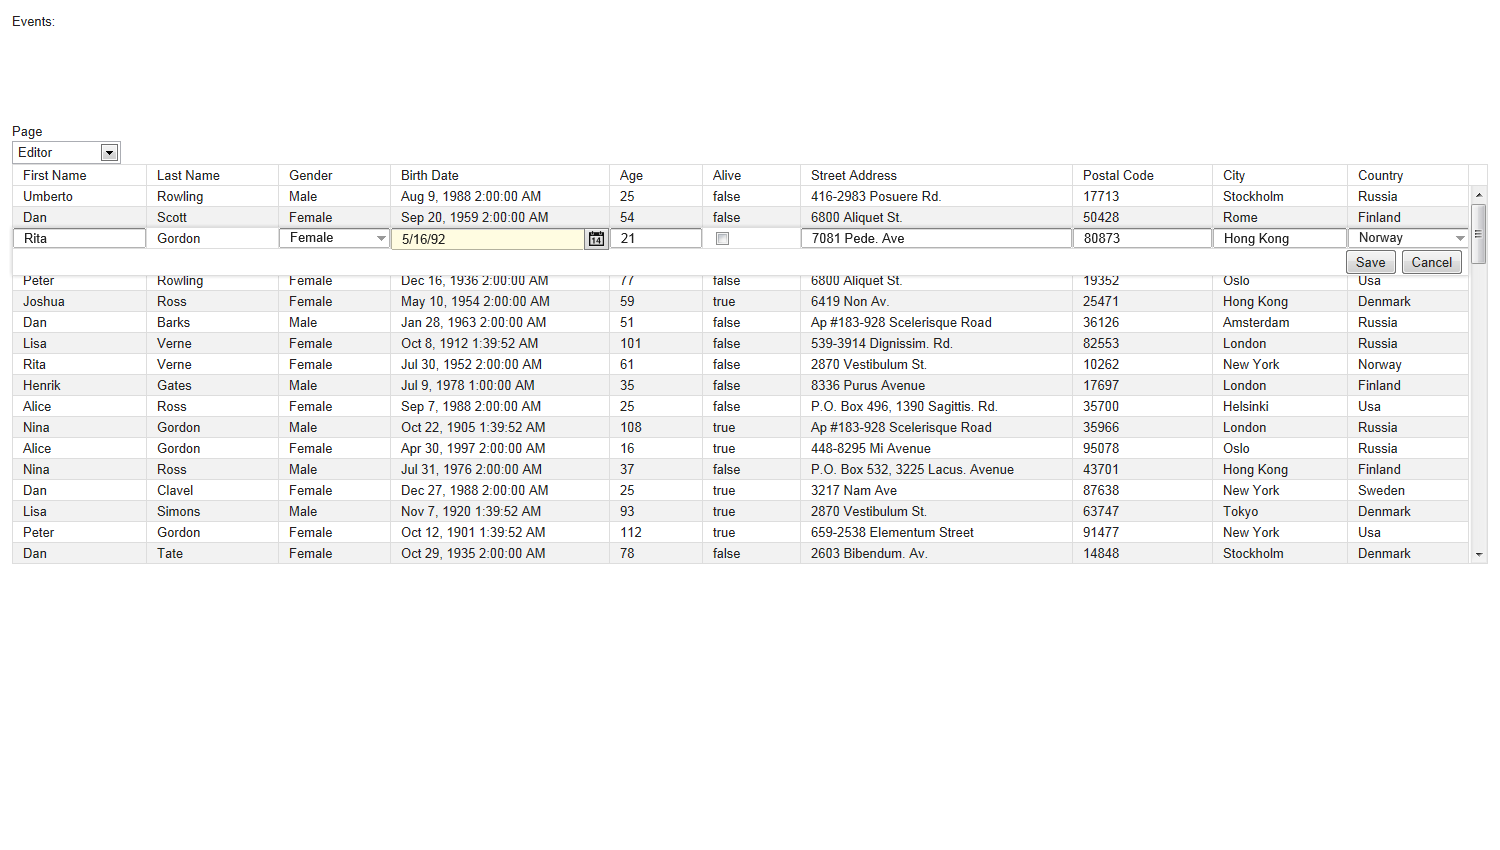 Events:
Page
Editor
First Name Last Name Gender Birth Date Age Alive Street Address Postal Code City Country
Umberto Rowling Male Aug 9, 1988 2:00:00 AM 25 false 416-2983 Posuere Rd. 17713 Stockholm Russia
Dan Scott Female Sep 20, 1959 2:00:00 AM 54 false 6800 Aliquet St. 50428 Rome Finland
Rita Gordon Female 5/16/92 14 21 7081 Pede. Ave 80873 Hong Kong Norway
Save Cancel
Peter Rowling Female Dec 16, 1936 2:00:00 AM 77 false 6800 Aliquet St. 19352 Oslo Usa
Joshua Ross Female May 10, 1954 2:00:00 AM 59 true 6419 Non Av. 25471 Hong Kong Denmark
Dan Barks Male Jan 28, 1963 2:00:00 AM 51 false Ap #183-928 Scelerisque Road 36126 Amsterdam Russia
Lisa Verne Female Oct 8, 1912 1:39:52 AM 101 false 539-3914 Dignissim. Rd. 82553 London Russia
Rita Verne Female Jul 30, 1952 2:00:00 AM 61 false 2870 Vestibulum St. 10262 New York Norway
Henrik Gates Male Jul 9, 1978 1:00:00 AM 35 false 8336 Purus Avenue 17697 London Finland
Alice Ross Female Sep 7, 1988 2:00:00 AM 25 false P.O. Box 496, 1390 Sagittis. Rd. 35700 Helsinki Usa
Nina Gordon Male Oct 22, 1905 1:39:52 AM 108 true Ap #183-928 Scelerisque Road 35966 London Russia
Alice Gordon Female Apr 30, 1997 2:00:00 AM 16 true 448-8295 Mi Avenue 95078 Oslo Russia
Nina Ross Male Jul 31, 1976 2:00:00 AM 37 false P.O. Box 532, 3225 Lacus. Avenue 43701 Hong Kong Finland
Dan Clavel Female Dec 27, 1988 2:00:00 AM 25 true 3217 Nam Ave 87638 New York Sweden
Lisa Simons Male Nov 7, 1920 1:39:52 AM 93 true 2870 Vestibulum St. 63747 Tokyo Denmark
Peter Gordon Female Oct 12, 1901 1:39:52 AM 112 true 659-2538 Elementum Street 91477 New York Usa
Dan Tate Female Oct 29, 1935 2:00:00 AM 78 false 2603 Bibendum. Av. 14848 Stockholm Denmark